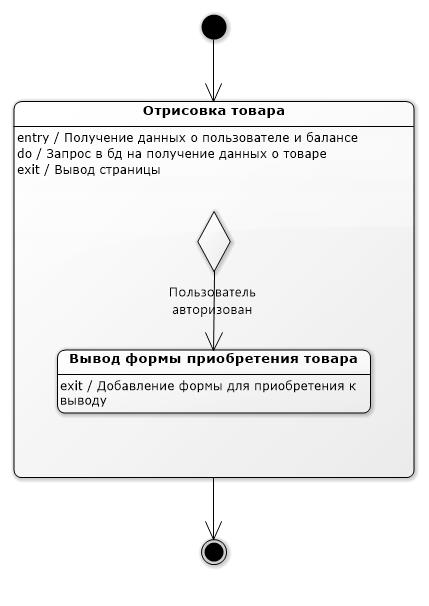 Отрисовка товара
entry / Получение данных о пользователе и балансе
do / Запрос в бд на получение данных о товаре
exit / Вывод страницы
Пользователь
авторизован
Вывод формы приобретения товара
exit / Добавление формы для приобретения к
выводу